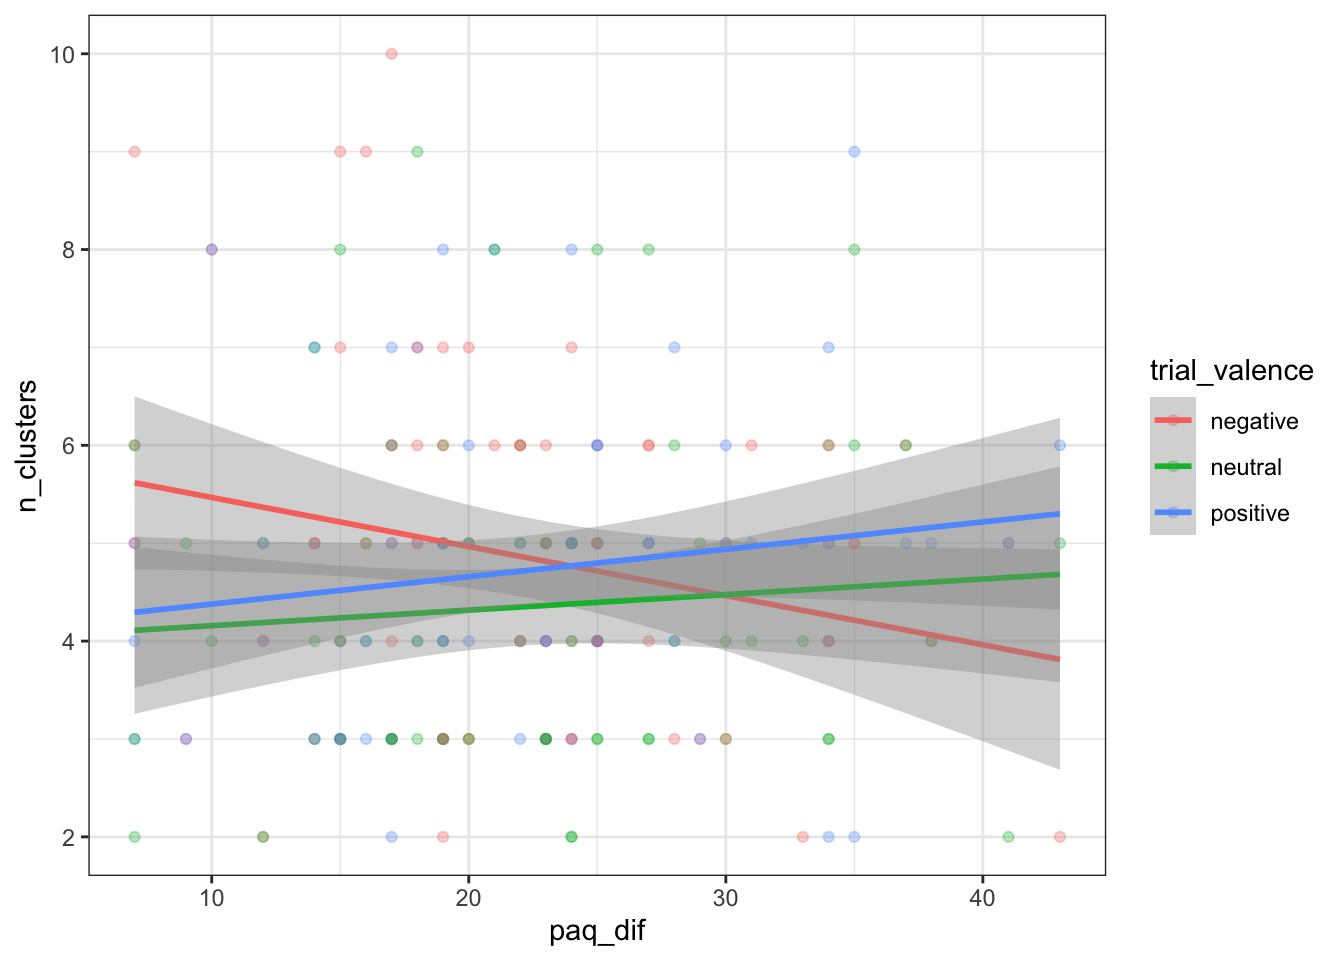 10
8
6
4
2
n_clusters
10 20 30 40
paq_dif
trial_valence
negative
neutral
positive